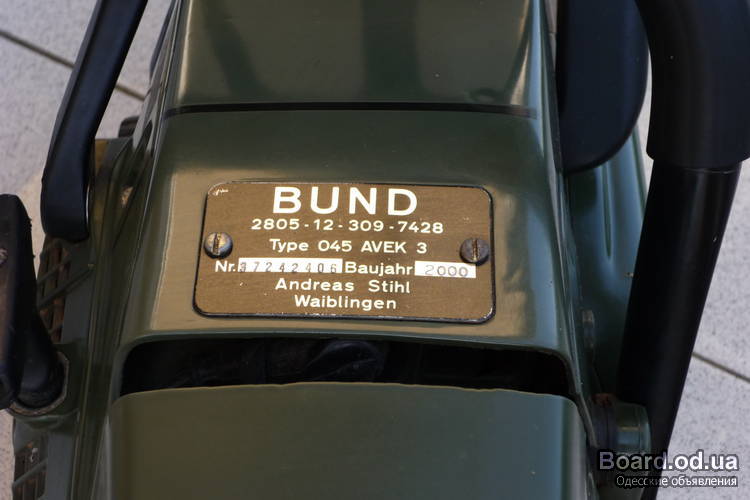 BUND
2805-12-309-7428
Type 045 AVEK 3
Nr. 37242406 Baujahr 2000
Andreas Stihl
Waiblingen
Board.od.ua
Одесские объявления